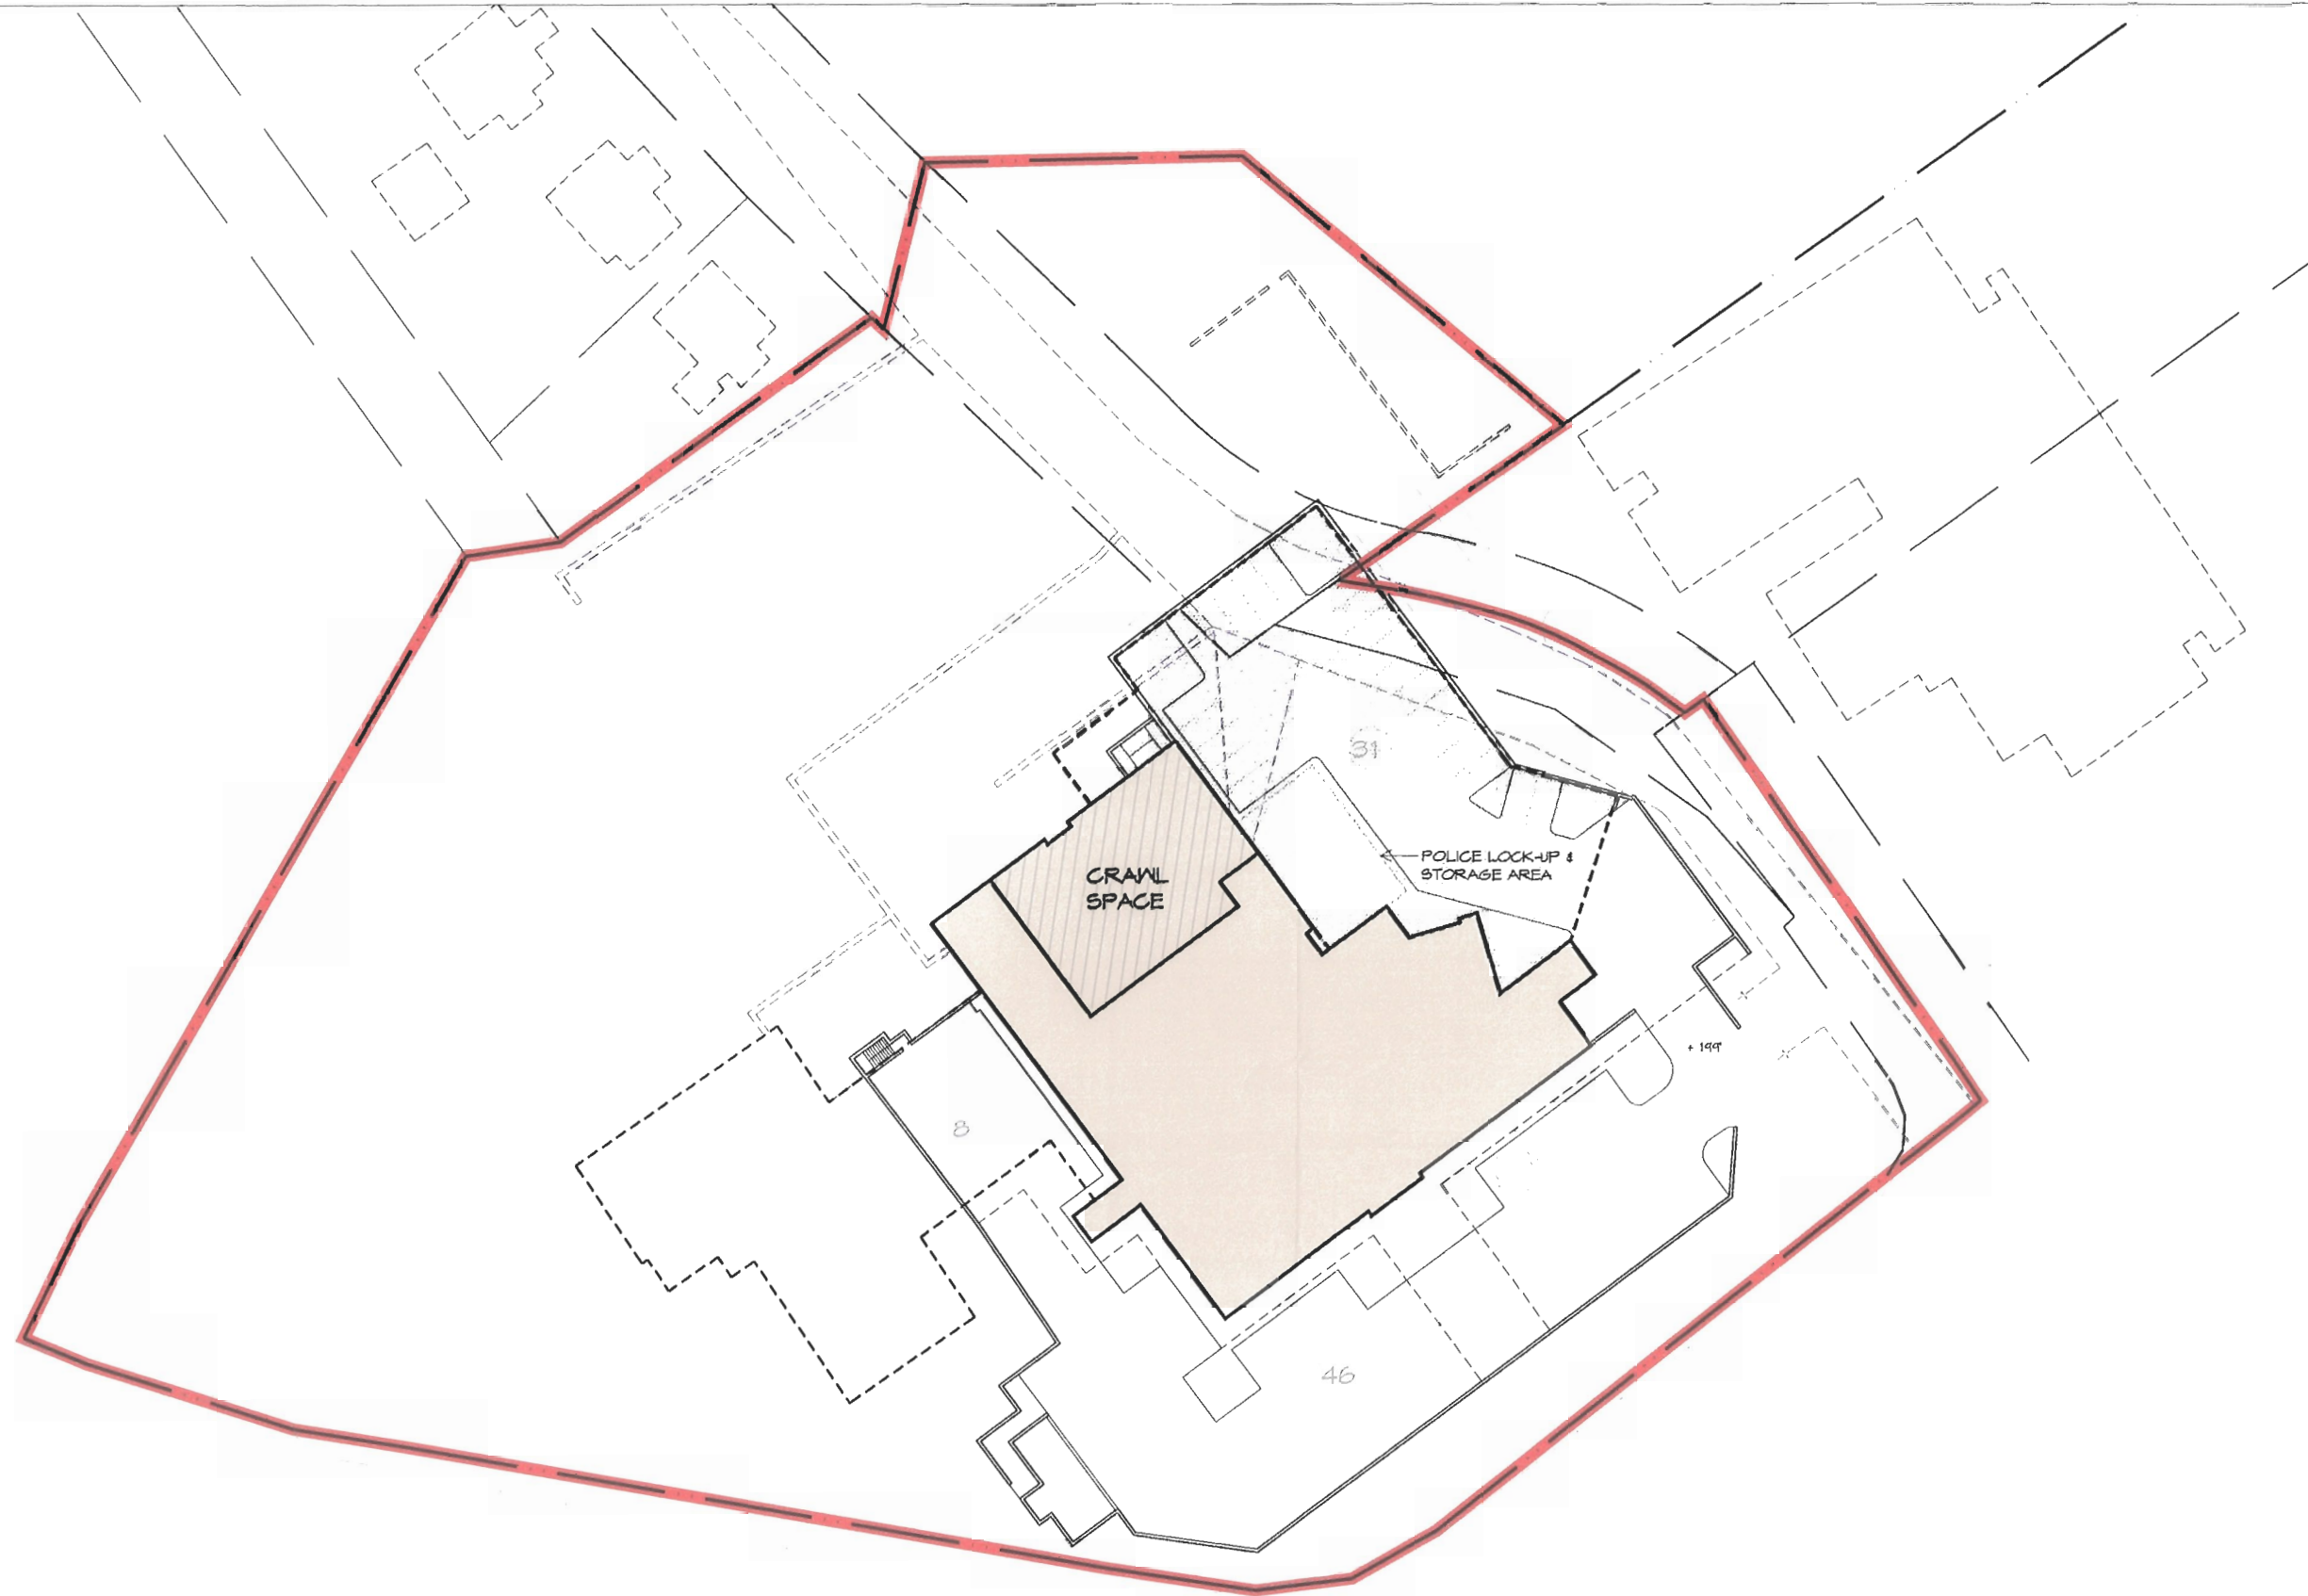 31
POLICE LOCK-UP &
STORAGE AREA
CRAWL
SPACE
+ 199'
8
46